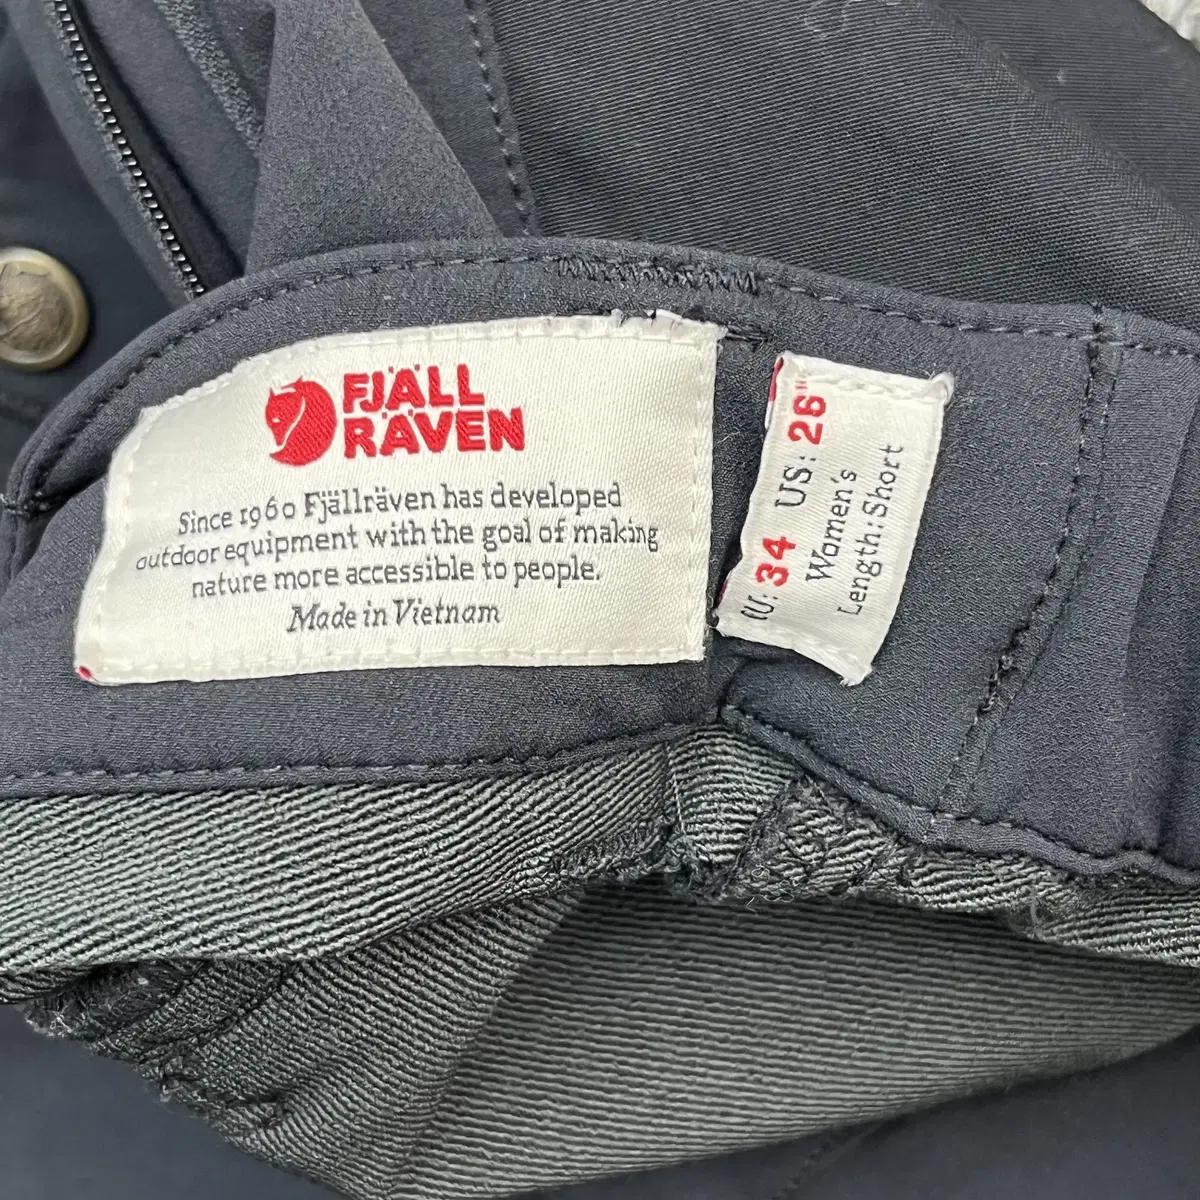 FJÄLL
RÄVEN
Since 1960 Fjällräven has developed
outdoor equipment with the goal of making
nature more accessible to people.
Made in Vietnam
34 US: 26"
Women's
Length: Short